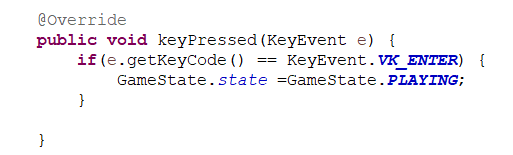 @Override
public void keyPressed(KeyEvent e) {
    if(e.getKeyCode() == KeyEvent.VK_ENTER) {
        GameState.state =GameState.PLAYING;
    }

}